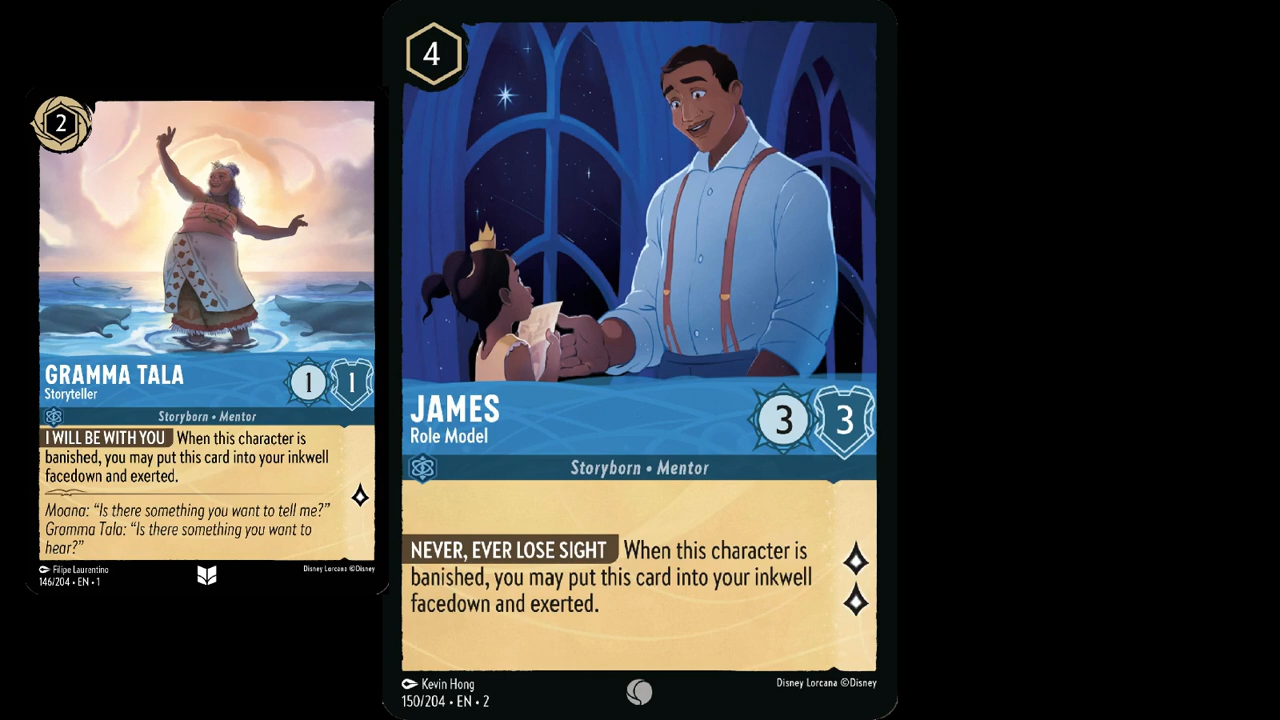 2
GRAMMA TALA
Storyteller
1
1
Storyborn • Mentor
I WILL BE WITH YOU When this character is
banished, you may put this card into your inkwell
facedown and exerted.
Moana: “Is there something you want to tell me?”
Gramma Tala: “Is there something you want to
hear?”
Filipe Laurentino
Disney Lorcana ©Disney
146/204 • EN • 1
4
JAMES
Role Model
3
3
Storyborn • Mentor
NEVER, EVER LOSE SIGHT When this character is
banished, you may put this card into your inkwell
facedown and exerted.
Kevin Hong
Disney Lorcana ©Disney
150/204 • EN • 2